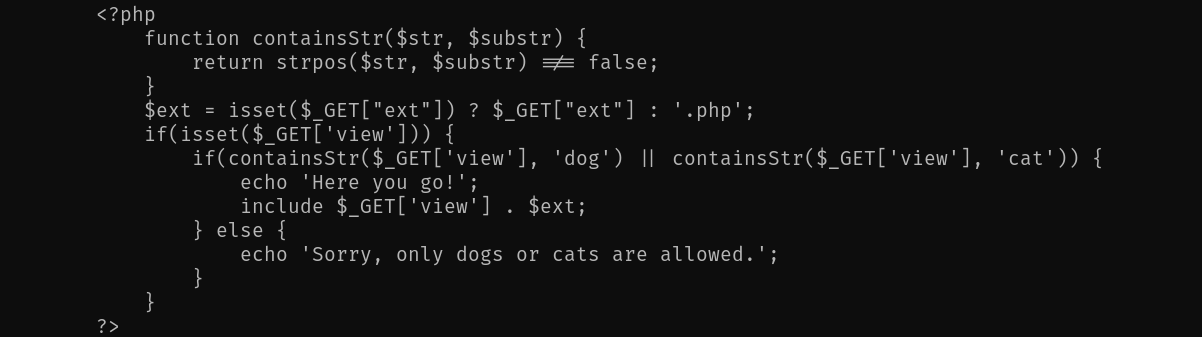 <?php
    function containsStr($str, $substr) {
        return strpos($str, $substr) !== false;
    }
    $ext = isset($_GET["ext"]) ? $_GET["ext"] : '.php';
    if(isset($_GET['view'])) {
        if(containsStr($_GET['view'], 'dog') || containsStr($_GET['view'], 'cat')) {
            echo 'Here you go!';
            include $_GET['view'] . $ext;
        } else {
            echo 'Sorry, only dogs or cats are allowed.';
        }
    }
?>